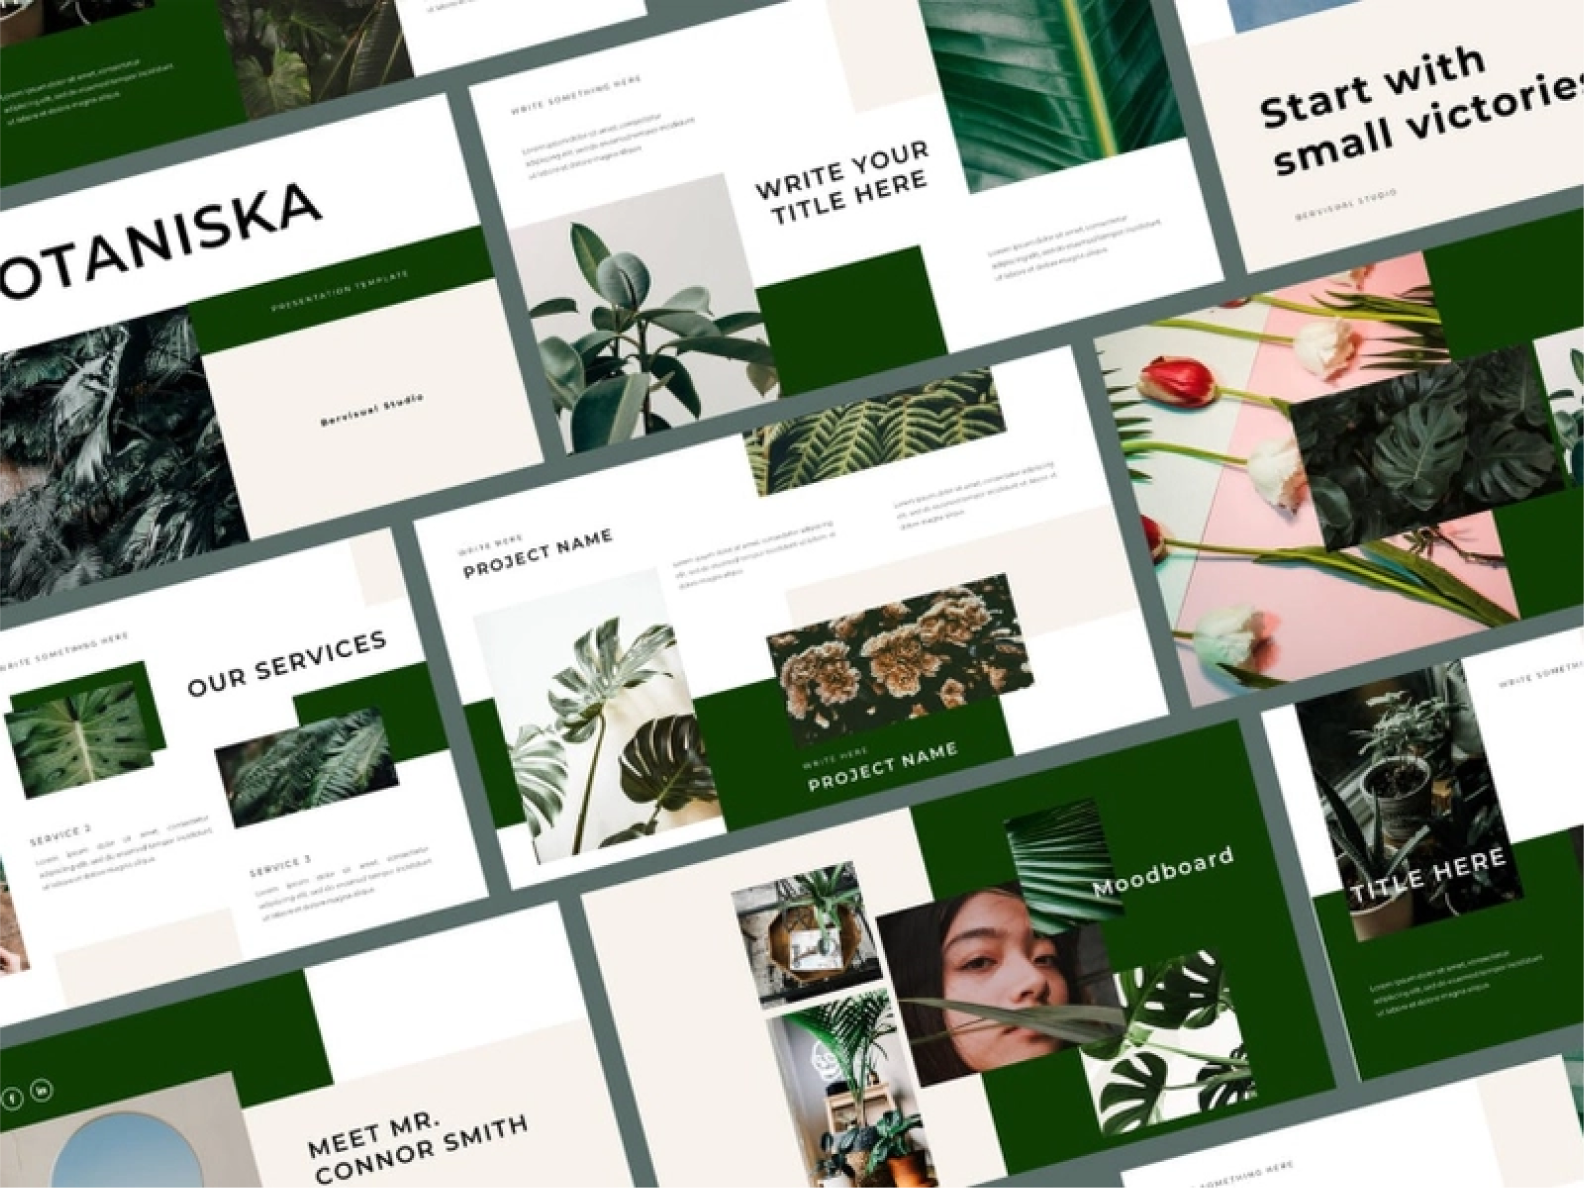 Lorem ipsum dolor sit amet, consectetur
adipiscing elit, sed do eiusmod tempor incididunt
ut labore et dolore magna aliqua.
OTANISKA
PRESENTATION TEMPLATE
Bervisual Studio
WRITE SOMETHING HERE
Lorem ipsum dolor sit amet, consectetur
adipiscing elit, sed do eiusmod tempor incididunt
ut labore et dolore magna aliqua.
WRITE YOUR
TITLE HERE
Lorem ipsum dolor sit amet, consectetur
adipiscing elit, sed do eiusmod tempor incididunt
ut labore et dolore magna aliqua.
Start with
small victories
BERVISUAL STUDIO
WRITE SOMETHING HERE
OUR SERVICES
SERVICE 2
Lorem ipsum dolor sit amet, consectetur
adipiscing elit, sed do eiusmod tempor incididunt
ut labore et dolore magna aliqua.
SERVICE 3
Lorem ipsum dolor sit amet, consectetur
adipiscing elit, sed do eiusmod tempor incididunt
ut labore et dolore magna aliqua.
WRITE HERE
PROJECT NAME
Lorem ipsum dolor sit amet, consectetur adipiscing
elit, sed do eiusmod tempor incididunt ut labore et
dolore magna aliqua.
Lorem ipsum dolor sit amet, consectetur adipiscing
elit, sed do eiusmod tempor incididunt ut labore et
dolore magna aliqua.
WRITE HERE
PROJECT NAME
WRITE SOMETHIN
TITLE HERE
Lorem ipsum dolor sit amet, consectetur
adipiscing elit, sed do eiusmod tempor incididunt
ut labore et dolore magna aliqua.
Moodboard
f
in
MEET MR.
CONNOR SMITH
SOMETHING HERE